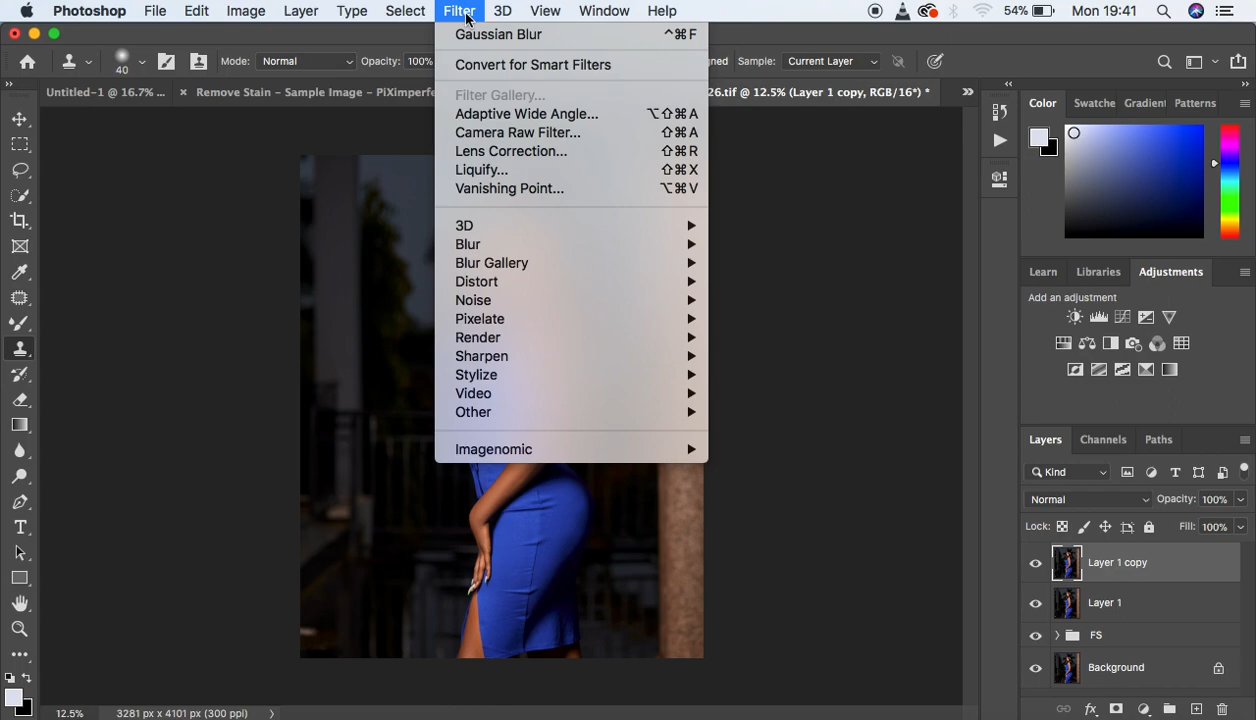 Photoshop File Edit Image Layer Type Select Filter 3D View Window Help 54% Mon 19:41
40 Mode: Normal Opacity: 100% Sample: Current Layer
Untitled-1 @ 16.7% ... × Remove Stain – Sample Image – PiXimperfe 26.tif @ 12.5% (Layer 1 copy, RGB/16*) *
Gaussian Blur ^⌘F
Convert for Smart Filters
Filter Gallery...
Adaptive Wide Angle... ⌥⇧⌘A
Camera Raw Filter... ⇧⌘A
Lens Correction... ⇧⌘R
Liquify... ⇧⌘X
Vanishing Point... ⌥⌘V
3D
Blur
Blur Gallery
Distort
Noise
Pixelate
Render
Sharpen
Stylize
Video
Other
Imagenomic
Color Swatche Gradient Patterns
Learn Libraries Adjustments
Add an adjustment
Layers Channels Paths
Kind
Normal Opacity: 100%
Lock: Fill: 100%
Layer 1 copy
Layer 1
FS
Background
12.5% 3281 px x 4101 px (300 ppi)